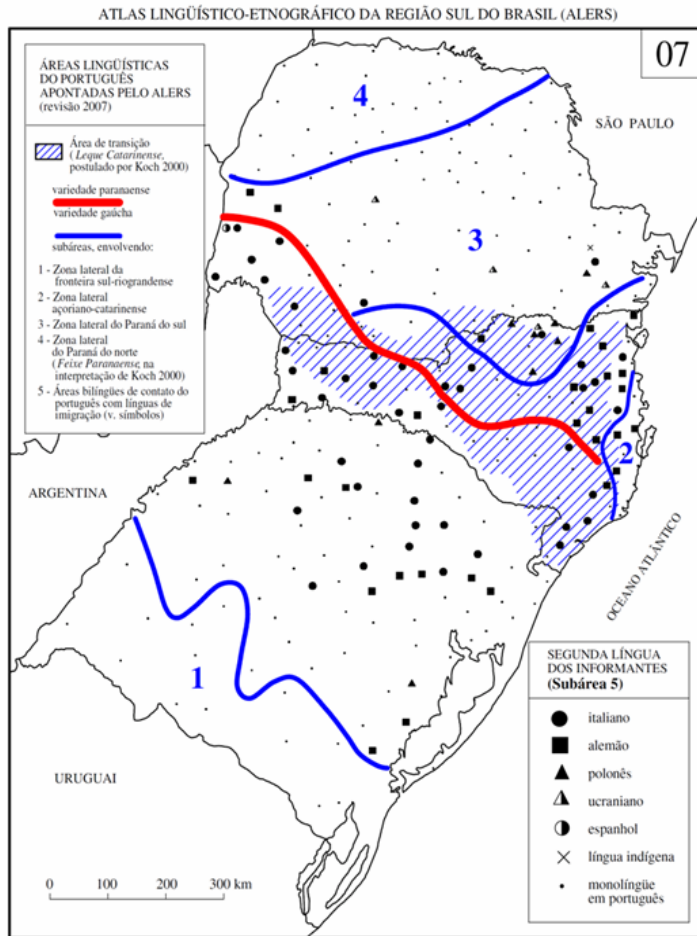 ATLAS LINGÜÍSTICO-ETNOGRÁFICO DA REGIÃO SUL DO BRASIL (ALERS)
07
ÁREAS LINGÜÍSTICAS
DO PORTUGUÊS
APONTADAS PELO ALERS
(revisão 2007)
Área de transição
(Leque Catarinense,
postulado por Koch 2000)
variedade paranaense
variedade gaúcha
subáreas, envolvendo:
1 - Zona lateral da
fronteira sul-riograndense
2 - Zona lateral
açoriano-catarinense
3 - Zona lateral do Paraná do sul
4 - Zona lateral
do Paraná do norte
(Feixe Paranaense, na
interpretação de Koch 2000)
5 - Áreas bilíngües de contato do
português com línguas de
imigração (v. símbolos)
4
SÃO PAULO
3
2
ARGENTINA
OCEANO ATLÂNTICO
1
URUGUAI
0 100 200 300 km
SEGUNDA LÍNGUA
DOS INFORMANTES
(Subárea 5)
italiano
alemão
polonês
ucraniano
espanhol
língua indígena
monolíngüe
em português